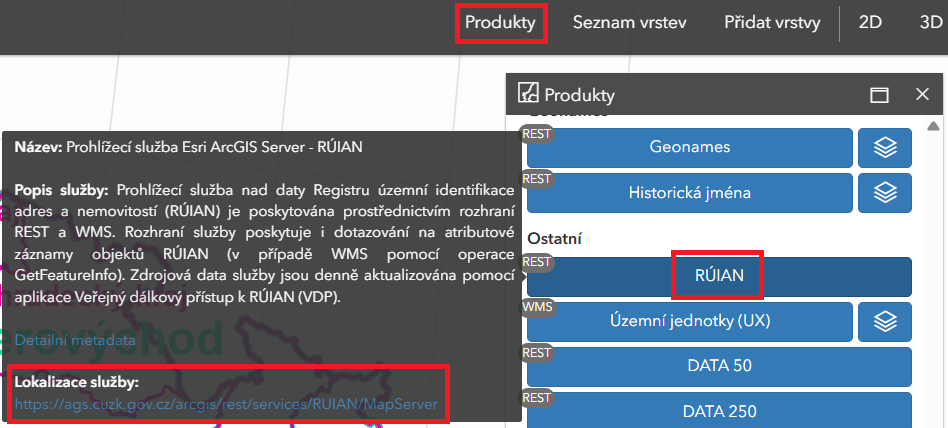 Produkty
Seznam vrstev
Přidat vrstvy
2D
3D
Produkty
REST
Geonames
REST
Historická jména
Ostatní
REST
RÚIAN
WMS
Územní jednotky (UX)
REST
DATA 50
REST
DATA 250
Název: Prohlížecí služba Esri ArcGIS Server - RÚIAN
Popis služby: Prohlížecí služba nad daty Registru územní identifikace
adres a nemovitostí (RÚIAN) je poskytována prostřednictvím rozhraní
REST a WMS. Rozhraní služby poskytuje i dotazování na atributové
záznamy objektů RÚIAN (v případě WMS pomocí operace
GetFeatureInfo). Zdrojová data služby jsou denně aktualizována pomocí
aplikace Veřejný dálkový přístup k RÚIAN (VDP).
Detailní metadata
Lokalizace služby:
https://ags.cuzk.gov.cz/arcgis/rest/services/RUIAN/MapServer